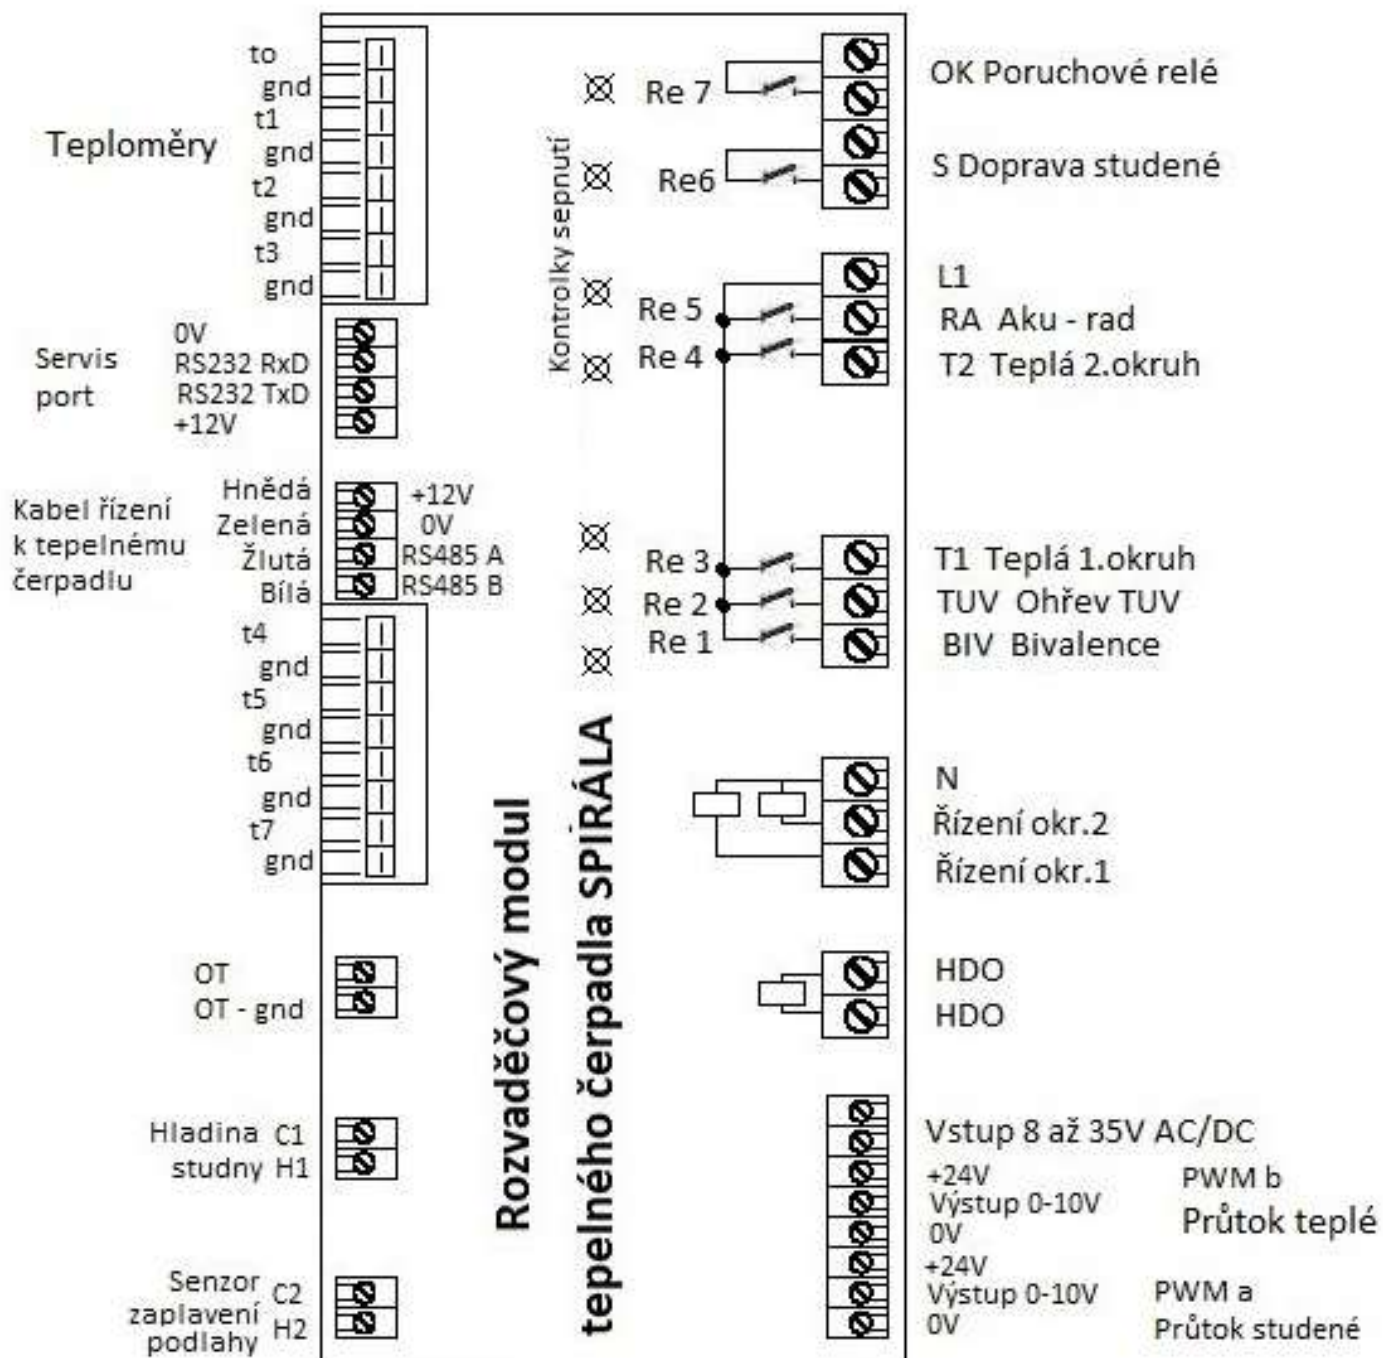 Teploměry
to
gnd
t1
gnd
t2
gnd
t3
gnd
Servis
port
0V
RS232 RxD
RS232 TxD
+12V
Kabel řízení
k tepelnému
čerpadlu
Hnědá +12V
Zelená 0V
Žlutá RS485 A
Bílá RS485 B
t4
gnd
t5
gnd
t6
gnd
t7
gnd
OT
OT - gnd
Hladina C1
studny H1
Senzor
zaplavení
podlahy
C2
H2
Kontrolky sepnutí
Rozvaděčový modul
tepelného čerpadla SPIRÁLA
Re 7
Re6
Re 5
Re 4
Re 3
Re 2
Re 1
OK Poruchové relé
S Doprava studené
L1
RA Aku - rad
T2 Teplá 2.okruh
T1 Teplá 1.okruh
TUV Ohřev TUV
BIV Bivalence
N
Řízení okr.2
Řízení okr.1
HDO
HDO
Vstup 8 až 35V AC/DC
+24V
Výstup 0-10V
0V
PWM b
Průtok teplé
+24V
Výstup 0-10V
0V
PWM a
Průtok studené